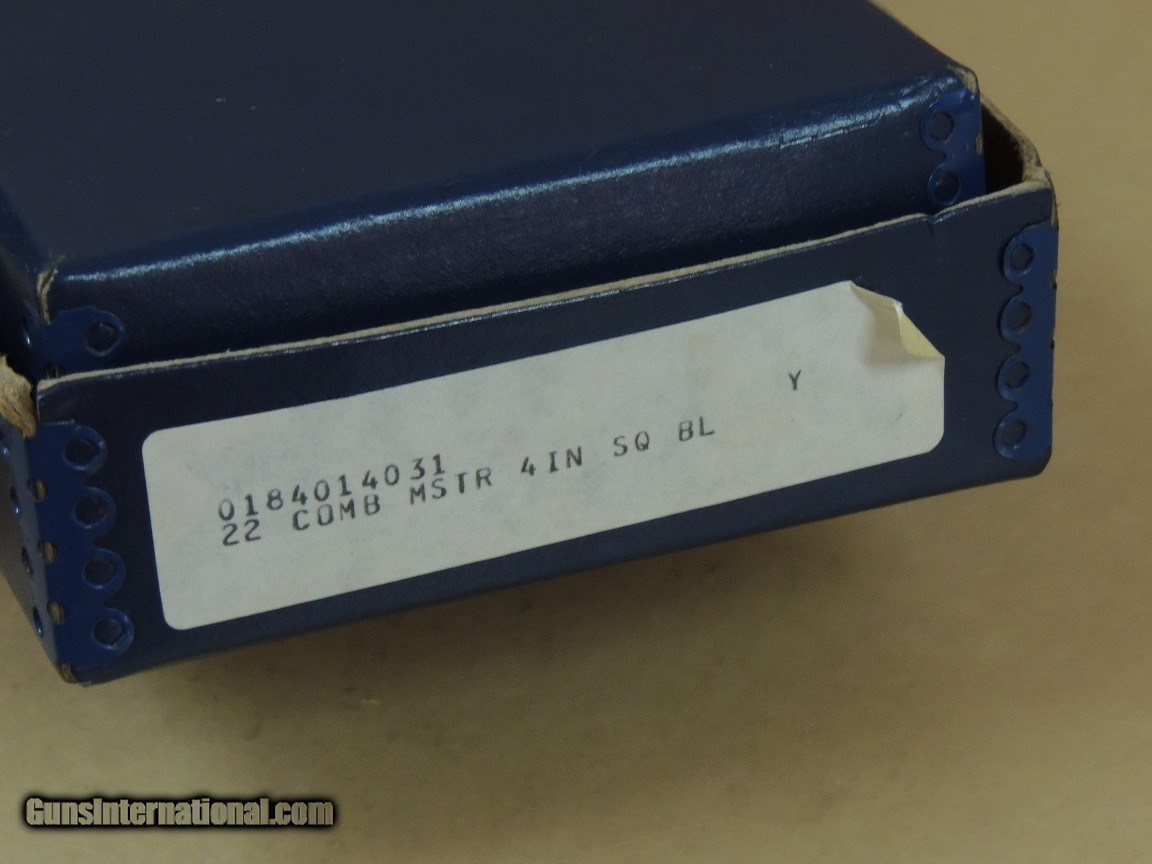 0184014031
22 COMB MSTR 4IN SQ BL Y
GunsInternational.com